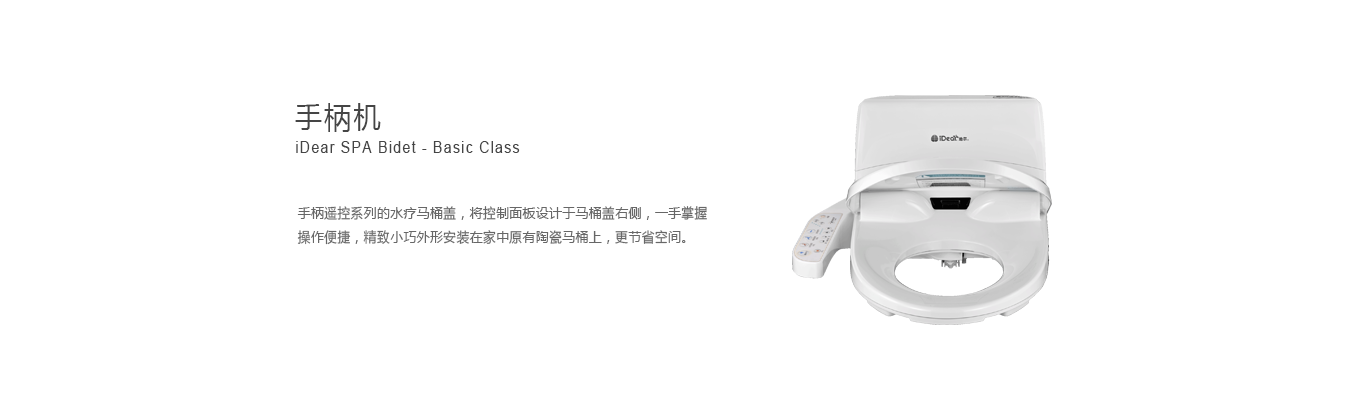 手柄机
iDear SPA Bidet - Basic Class
手柄遥控系列的水疗马桶盖，将控制面板设计于马桶盖右侧，一手掌握
操作便捷，精致小巧外形安装在家中原有陶瓷马桶上，更节省空间。
iDear